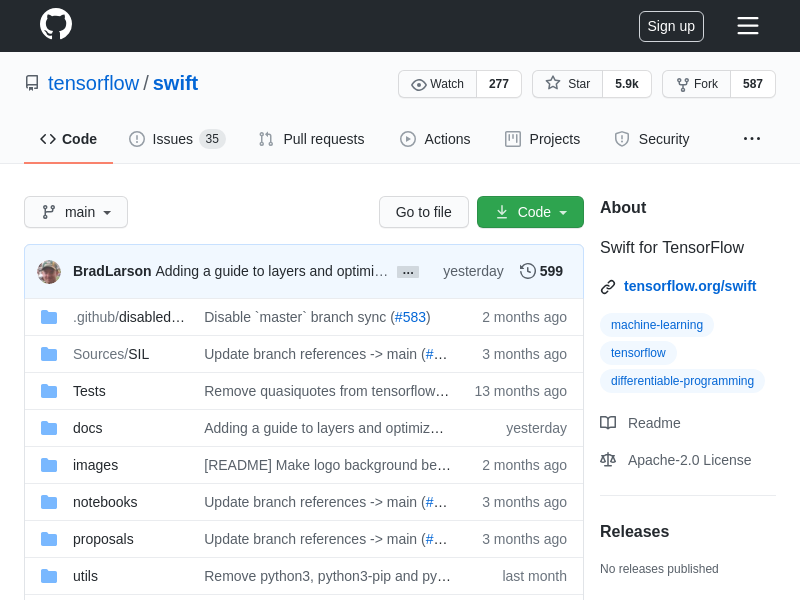 Sign up
tensorflow / swift
Watch 277 Star 5.9k Fork 587
Code Issues 35 Pull requests Actions Projects Security ...
main Go to file Code
BradLarson Adding a guide to layers and optimi… ... yesterday 599
.github/disabled… Disable `master` branch sync (#583) 2 months ago
Sources/SIL Update branch references -> main (#… 3 months ago
Tests Remove quasiquotes from tensorflow… 13 months ago
docs Adding a guide to layers and optimiz… yesterday
images [README] Make logo background be… 2 months ago
notebooks Update branch references -> main (#… 3 months ago
proposals Update branch references -> main (#… 3 months ago
utils Remove python3, python3-pip and py… last month
About
Swift for TensorFlow
tensorflow.org/swift
machine-learning
tensorflow
differentiable-programming
Readme
Apache-2.0 License
Releases
No releases published